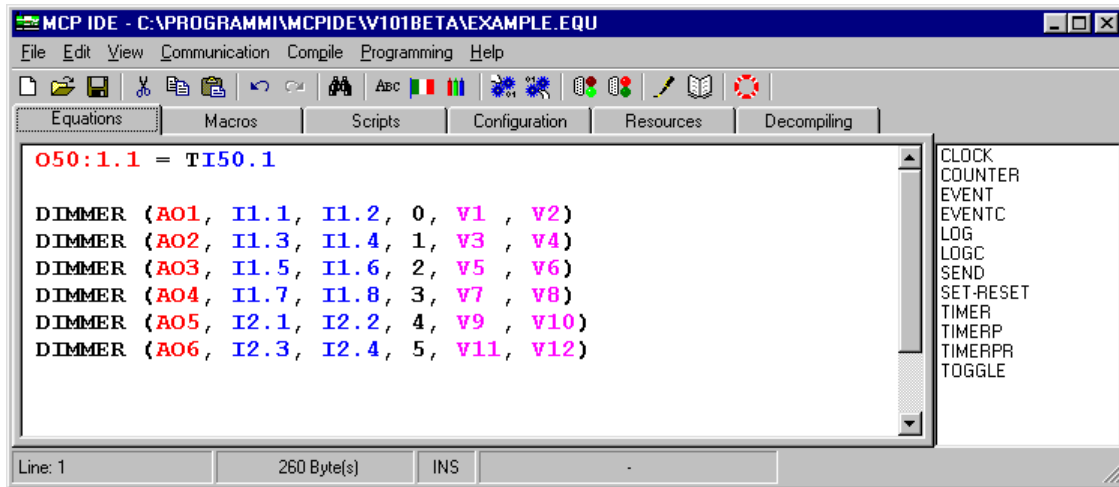 MCP IDE - C:\PROGRAMMI\MCPIDE\V101BETA\EXAMPLE.EQU
File Edit View Communication Compile Programming Help
ABC
Equations Macros Scripts Configuration Resources Decompiling
O50:1.1 = TI50.1
DIMMER (AO1, I1.1, I1.2, 0, V1 , V2)
DIMMER (AO2, I1.3, I1.4, 1, V3 , V4)
DIMMER (AO3, I1.5, I1.6, 2, V5 , V6)
DIMMER (AO4, I1.7, I1.8, 3, V7 , V8)
DIMMER (AO5, I2.1, I2.2, 4, V9 , V10)
DIMMER (AO6, I2.3, I2.4, 5, V11, V12)
CLOCK
COUNTER
EVENT
EVENTC
LOG
LOGC
SEND
SET-RESET
TIMER
TIMERP
TIMERPR
TOGGLE
Line: 1 260 Byte(s) INS -